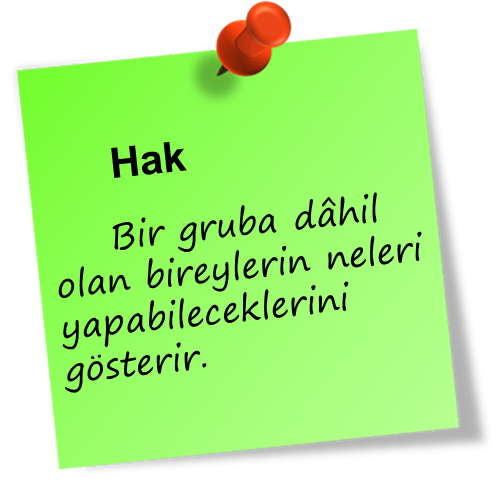 Hak
Bir gruba dâhil
olan bireylerin neleri
yapabileceklerini
gösterir.